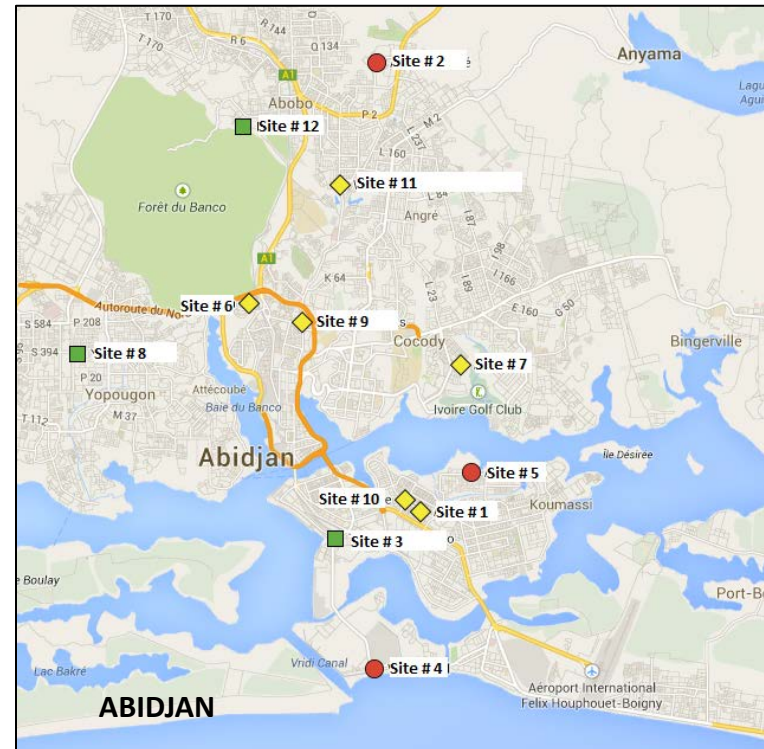 T 170
T 170
R 144
R 6
Q 134
A1
Site # 2
Anyama
Abobo
P 2
M 2
Site # 12
L 237
L 160
Site # 11
L 84
Forêt du Banco
Angré
I 87
I 98
A1
K 64
I 166
L 23
I 89
E 160
G 50
Autoroute du Nord
Site # 6
S 584
P 208
Site # 9
Cocody
Bingerville
S 394
Site # 8
Site # 7
P 20
Yopougon
Attécoubé
M 37
T 112
Baie du Banco
Ivoire Golf Club
Abidjan
Île Désirée
Site # 5
Site # 10
Koumassi
Site # 1
Site # 3
e Boulay
Port-B
Vridi Canal
Site # 4
Lac Bakré
Aéroport International
Felix Houphouet-Boigny
ABIDJAN